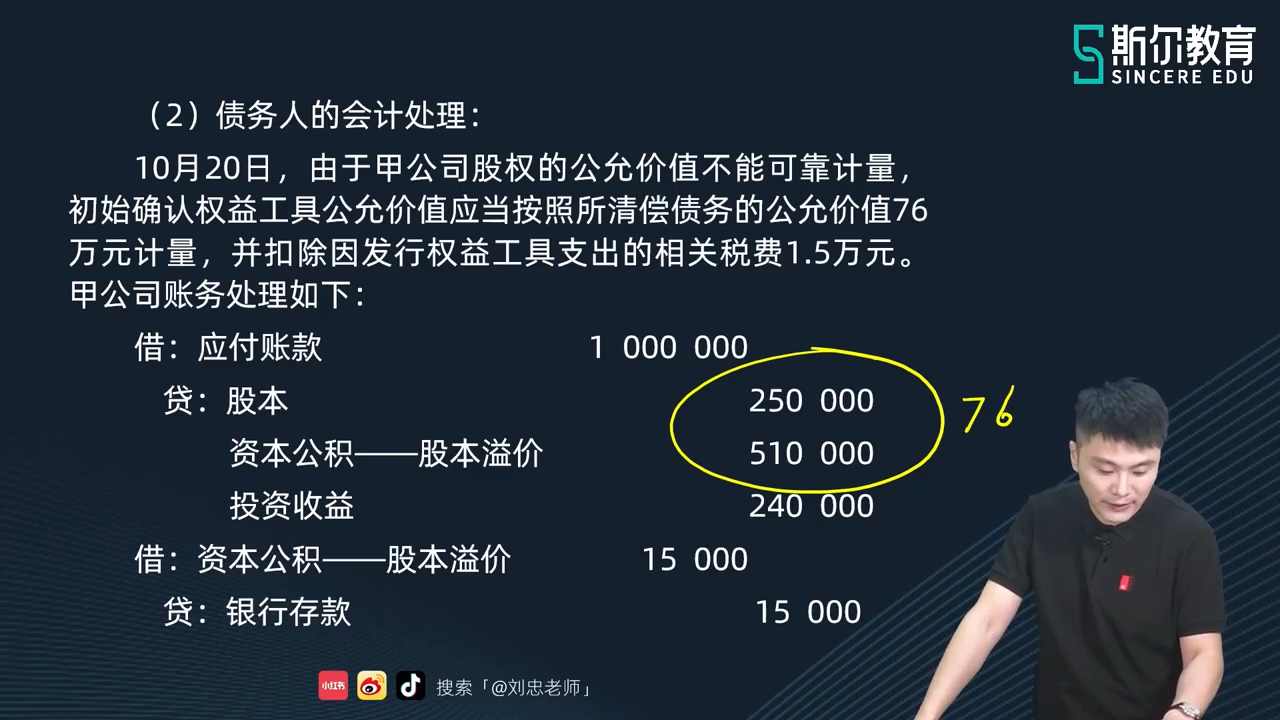 斯尔教育
SINCERE EDU
（2）债务人的会计处理：
10月20日，由于甲公司股权的公允价值不能可靠计量，
初始确认权益工具公允价值应当按照所清偿债务的公允价值76
万元计量，并扣除因发行权益工具支出的相关税费1.5万元。
甲公司账务处理如下：
借：应付账款 1 000 000
贷：股本 250 000
76
资本公积——股本溢价 510 000
投资收益 240 000
借：资本公积——股本溢价 15 000
贷：银行存款 15 000
小红书 搜索「@刘忠老师」